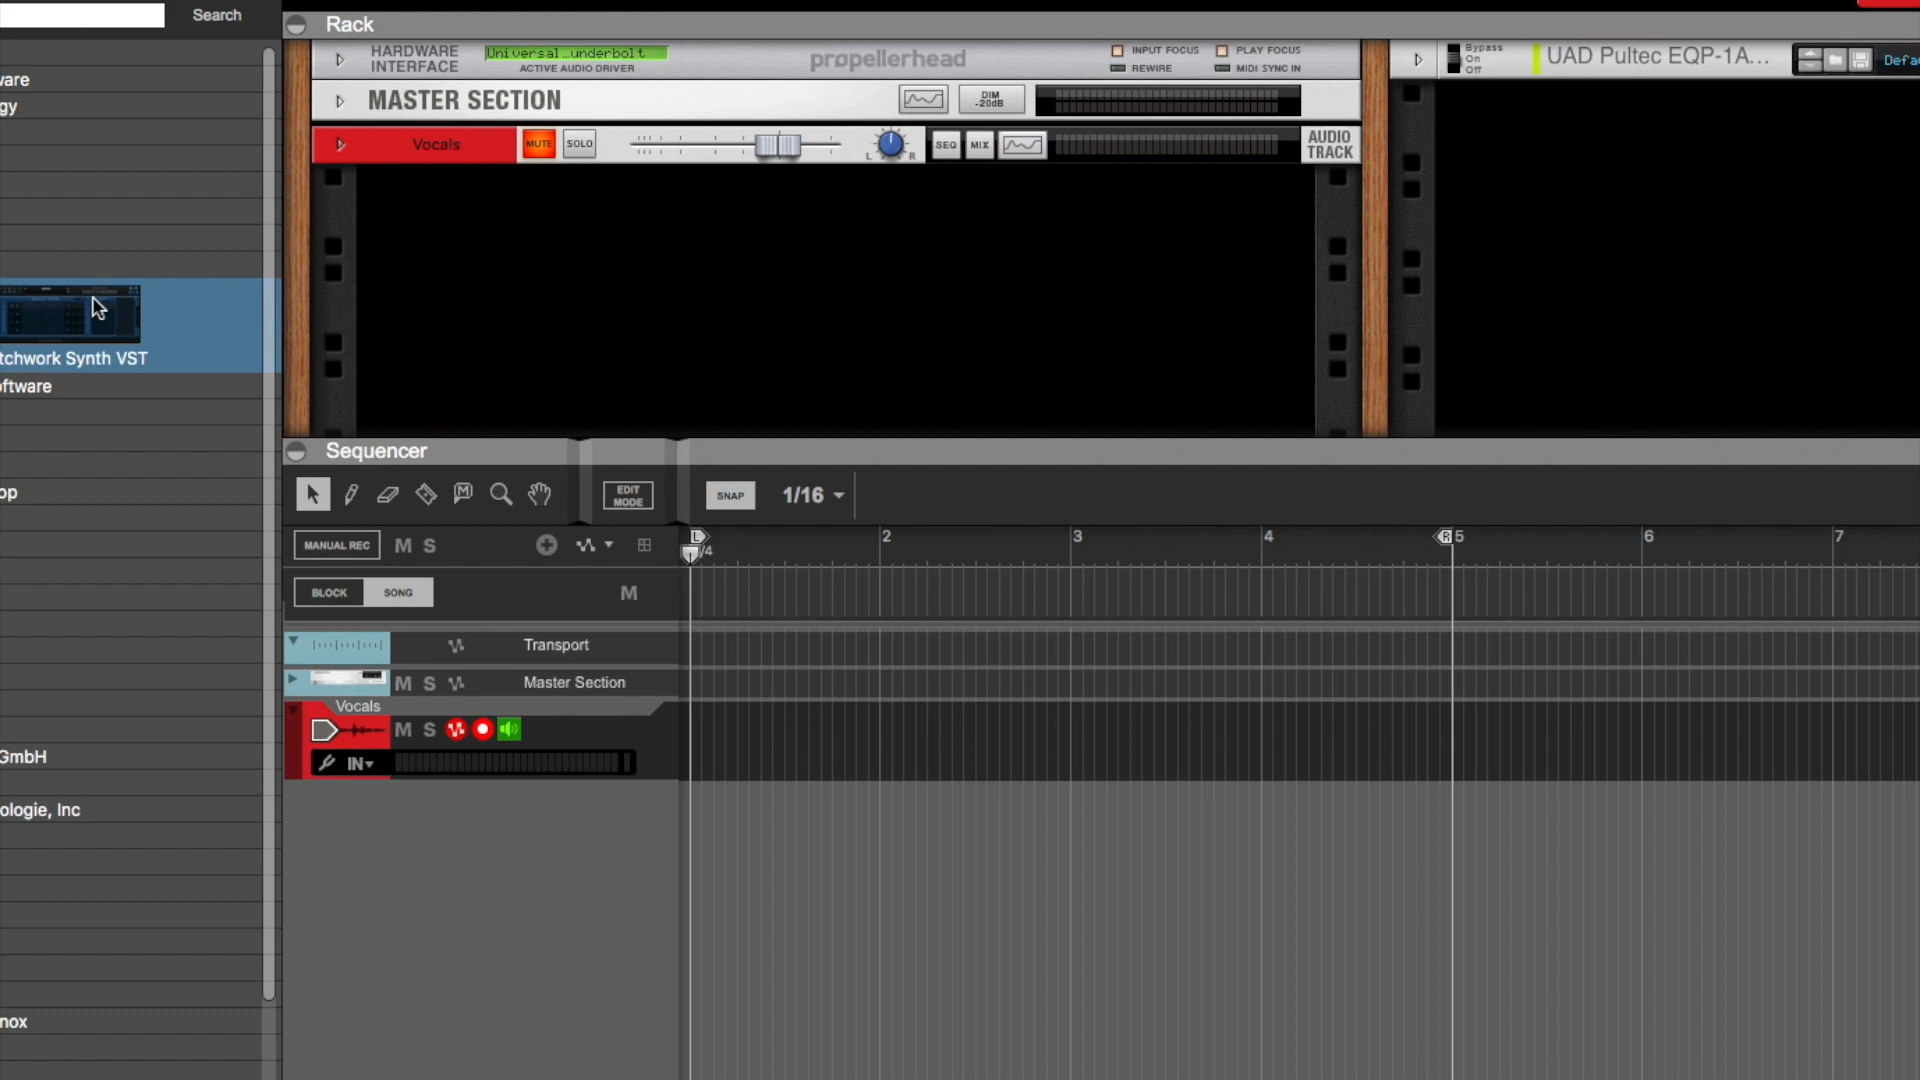 Search
ware
gy
tchwork Synth VST
oftware
op
GmbH
ologie, Inc
nox
Rack
HARDWARE
INTERFACE
Universal…underbolt
ACTIVE AUDIO DRIVER
propellerhead
INPUT FOCUS
PLAY FOCUS
REWIRE
MIDI SYNC IN
MASTER SECTION
DIM
-20dB
Vocals
MUTE
SOLO
L R
SEQ
MIX
AUDIO
TRACK
Bypass
On
Off
UAD Pultec EQP-1A...
Defa
Sequencer
EDIT
MODE
SNAP
1/16
MANUAL REC
M S
L
/4
2
3
4
R
5
6
7
BLOCK
SONG
M
Transport
M S
Master Section
Vocals
M S
IN